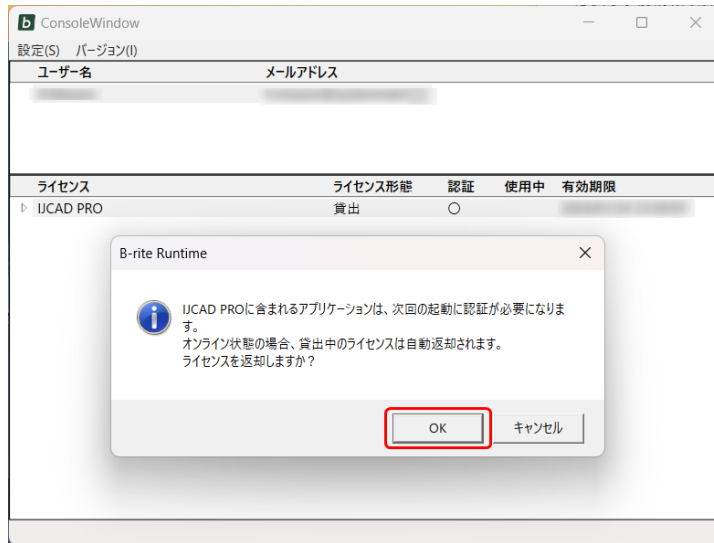 ConsoleWindow
設定(S) バージョン(I)
ユーザー名 メールアドレス
ライセンス ライセンス形態 認証 使用中 有効期限
IJCAD PRO 貸出 〇
B-rite Runtime
IJCAD PROに含まれるアプリケーションは、次回の起動に認証が必要になりま
す。
オンライン状態の場合、貸出中のライセンスは自動返却されます。
ライセンスを返却しますか？
OK キャンセル